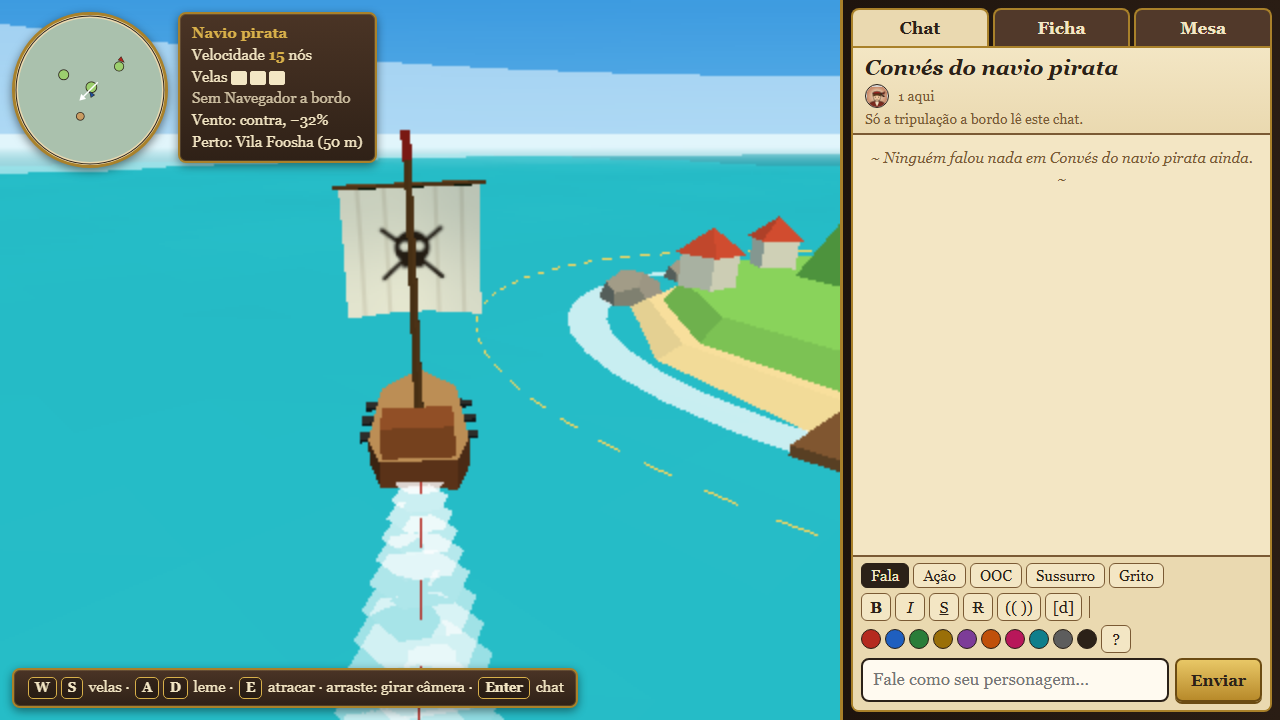 Navio pirata
Velocidade 15 nós
Velas
Sem Navegador a bordo
Vento: contra, −32%
Perto: Vila Foosha (50 m)
W S velas · A D leme · E atracar · arraste: girar câmera · Enter chat
Chat Ficha Mesa
Convés do navio pirata
1 aqui
Só a tripulação a bordo lê este chat.
~ Ninguém falou nada em Convés do navio pirata ainda.
~
Fala Ação OOC Sussurro Grito
B I S R (( )) [d]
?
Fale como seu personagem... Enviar